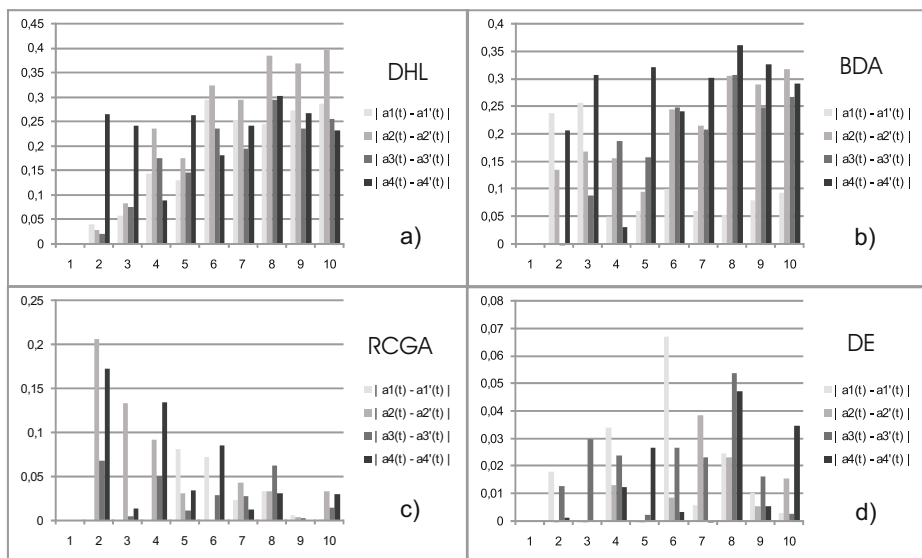 0,45
0,4
0,35
0,3
0,25
0,2
0,15
0,1
0,05
0
1 2 3 4 5 6 7 8 9 10
DHL
| a1(t) - a1'(t) |
| a2(t) - a2'(t) |
| a3(t) - a3'(t) |
| a4(t) - a4'(t) |
a)
0,4
0,35
0,3
0,25
0,2
0,15
0,1
0,05
0
1 2 3 4 5 6 7 8 9 10
BDA
| a1(t) - a1'(t) |
| a2(t) - a2'(t) |
| a3(t) - a3'(t) |
| a4(t) - a4'(t) |
b)
0,25
0,2
0,15
0,1
0,05
0
1 2 3 4 5 6 7 8 9 10
RCGA
| a1(t) - a1'(t) |
| a2(t) - a2'(t) |
| a3(t) - a3'(t) |
| a4(t) - a4'(t) |
c)
0,08
0,07
0,06
0,05
0,04
0,03
0,02
0,01
0
1 2 3 4 5 6 7 8 9 10
DE
| a1(t) - a1'(t) |
| a2(t) - a2'(t) |
| a3(t) - a3'(t) |
| a4(t) - a4'(t) |
d)